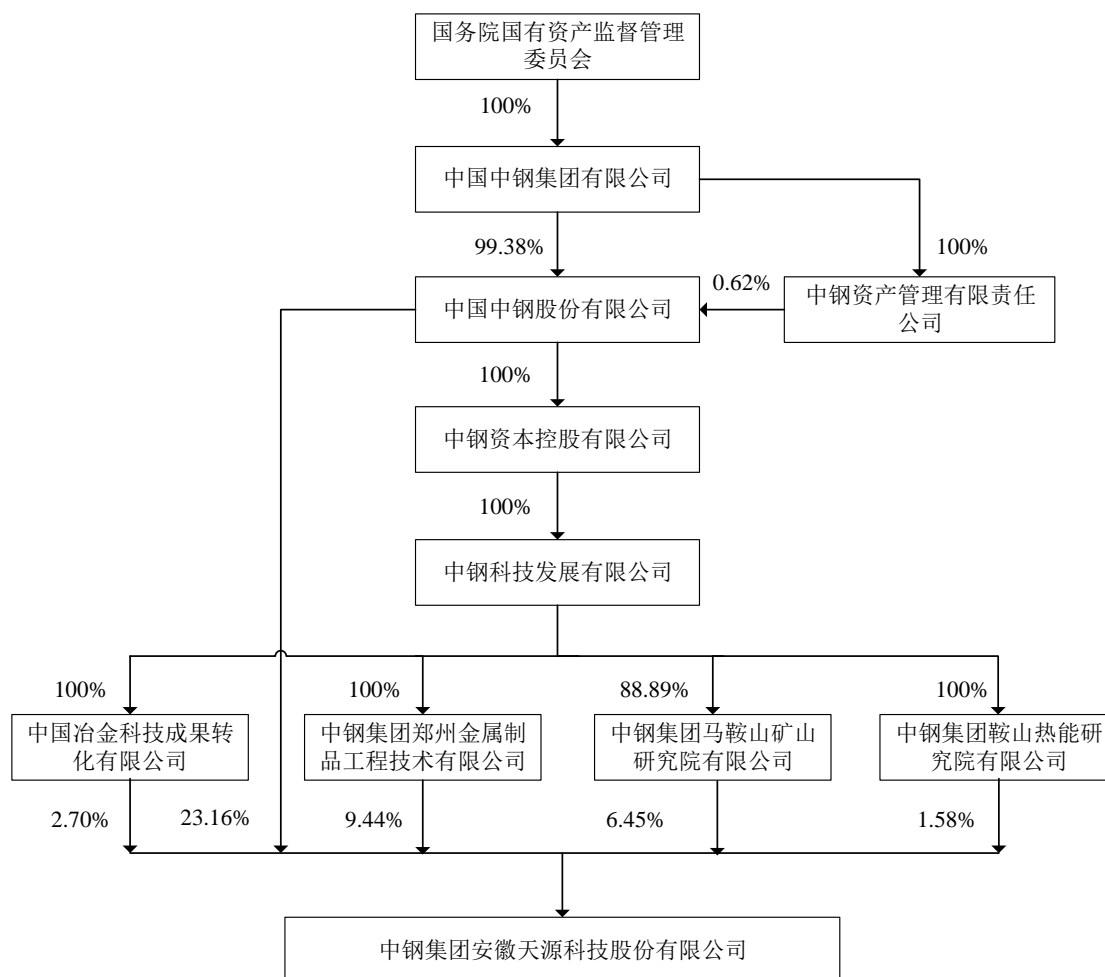 国务院国有资产监督管理
委员会
100%
中国中钢集团有限公司
99.38%
100%
中国中钢股份有限公司
0.62%
中钢资产管理有限责任
公司
100%
中钢资本控股有限公司
100%
中钢科技发展有限公司
100%
100%
88.89%
100%
中国冶金科技成果转
化有限公司
中钢集团郑州金属制
品工程技术有限公司
中钢集团马鞍山矿山
研究院有限公司
中钢集团鞍山热能研
究院有限公司
2.70%
23.16%
9.44%
6.45%
1.58%
中钢集团安徽天源科技股份有限公司